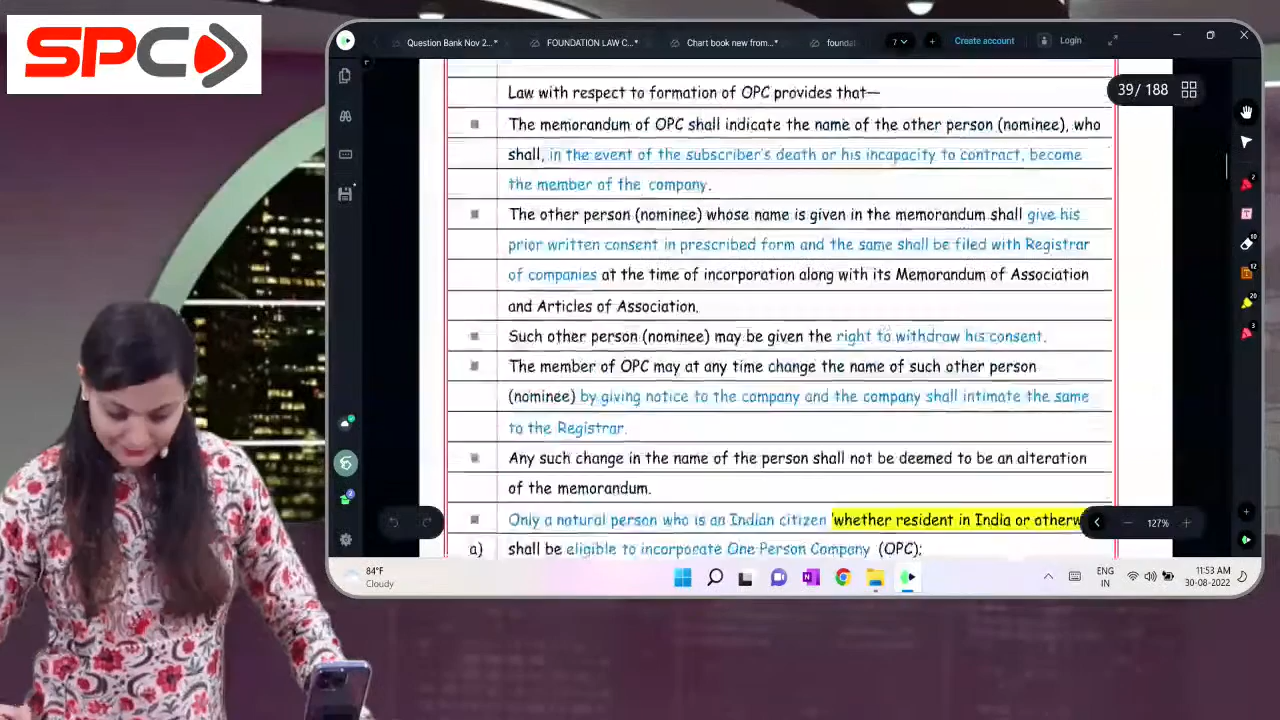 SPC
Question Bank Nov 2...*
FOUNDATION LAW C...*
Chart book new from...*
foundat
7
Create account
Login
39/ 188
Law with respect to formation of OPC provides that—
The memorandum of OPC shall indicate the name of the other person (nominee), who
shall, in the event of the subscriber's death or his incapacity to contract, become
the member of the company.
The other person (nominee) whose name is given in the memorandum shall give his
prior written consent in prescribed form and the same shall be filed with Registrar
of companies at the time of incorporation along with its Memorandum of Association
and Articles of Association.
Such other person (nominee) may be given the right to withdraw his consent.
The member of OPC may at any time change the name of such other person
(nominee) by giving notice to the company and the company shall intimate the same
to the Registrar.
Any such change in the name of the person shall not be deemed to be an alteration
of the memorandum.
Only a natural person who is an Indian citizen 'whether resident in India or otherw
a) shall be eligible to incorporate One Person Company (OPC);
127%
84°F
Cloudy
ENG
IN
11:53 AM
30-08-2022